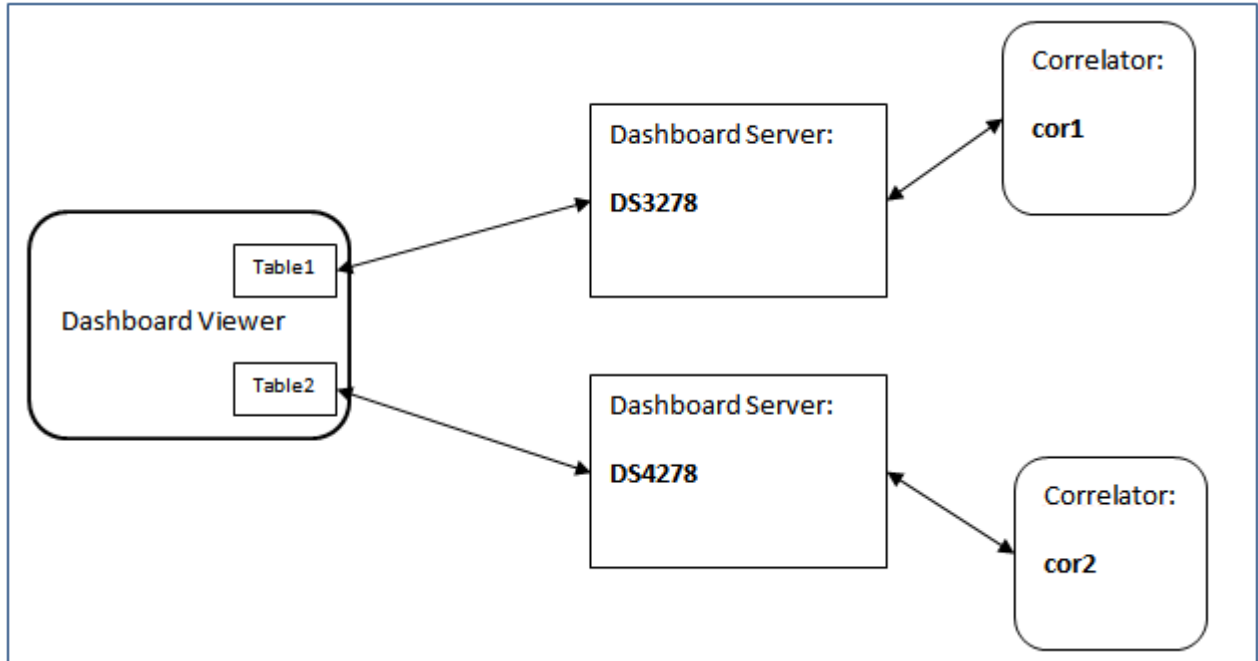 Correlator:
cor1
Dashboard Server:
DS3278
Table1
Dashboard Viewer
Table2
Dashboard Server:
DS4278
Correlator:
cor2